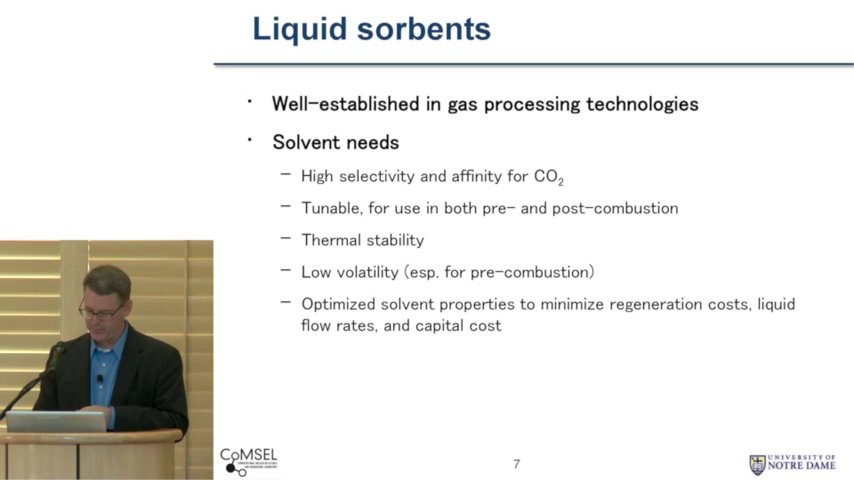 Liquid sorbents
· Well-established in gas processing technologies
· Solvent needs
– High selectivity and affinity for CO₂
– Tunable, for use in both pre- and post-combustion
– Thermal stability
– Low volatility (esp. for pre-combustion)
– Optimized solvent properties to minimize regeneration costs, liquid
flow rates, and capital cost
CoMSEL
7
UNIVERSITY OF
NOTRE DAME